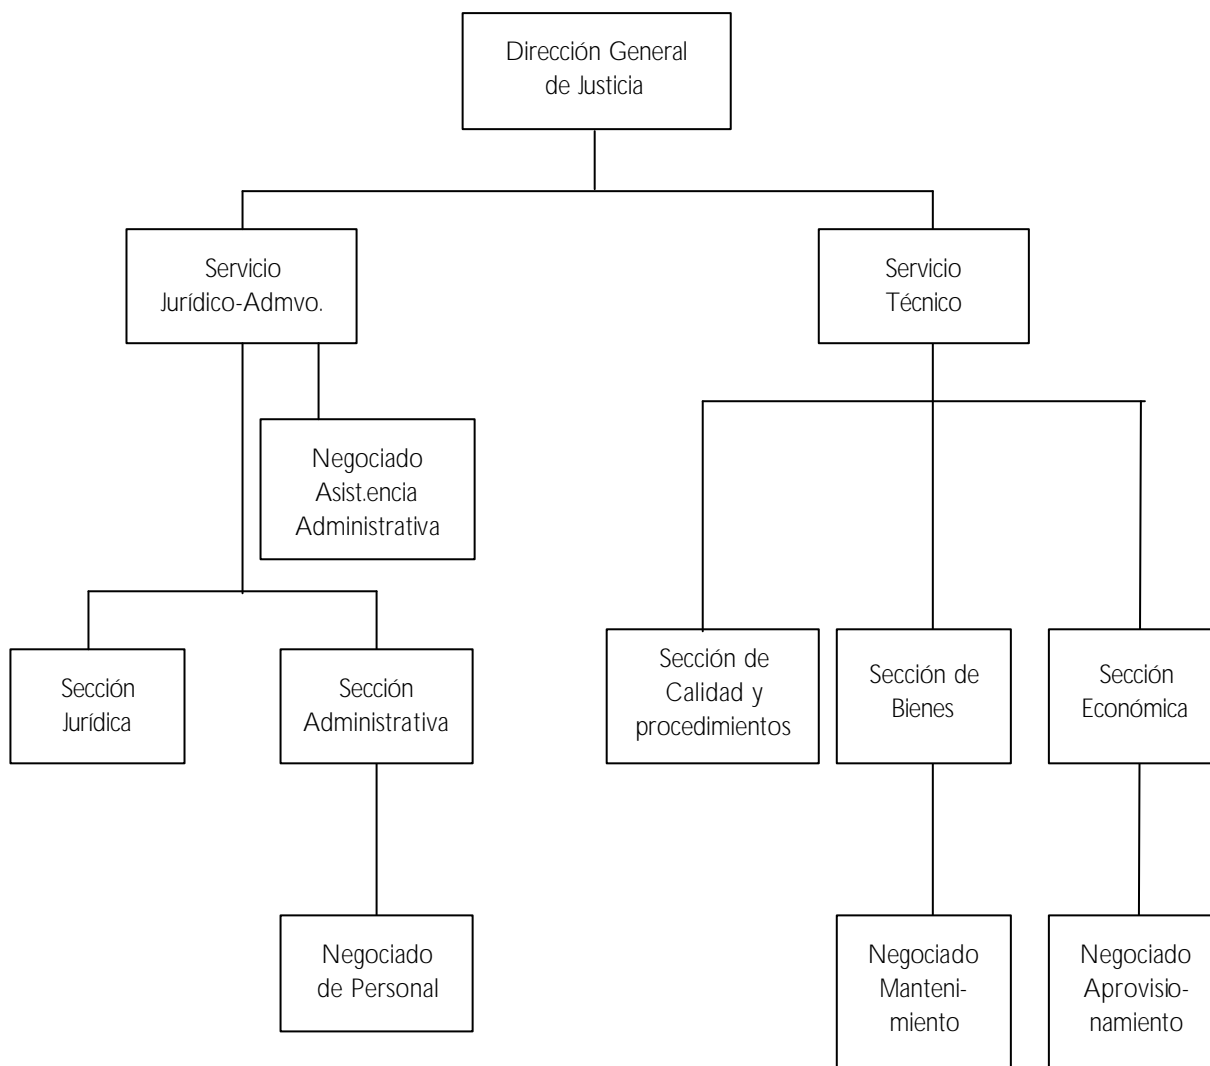 Dirección General
de Justicia
Servicio
Jurídico-Admvo.
Servicio
Técnico
Negociado
Asist.encia
Administrativa
Sección
Jurídica
Sección
Administrativa
Sección de
Calidad y
procedimientos
Sección de
Bienes
Sección
Económica
Negociado
de Personal
Negociado
Manteni-
miento
Negociado
Aprovisio-
namiento